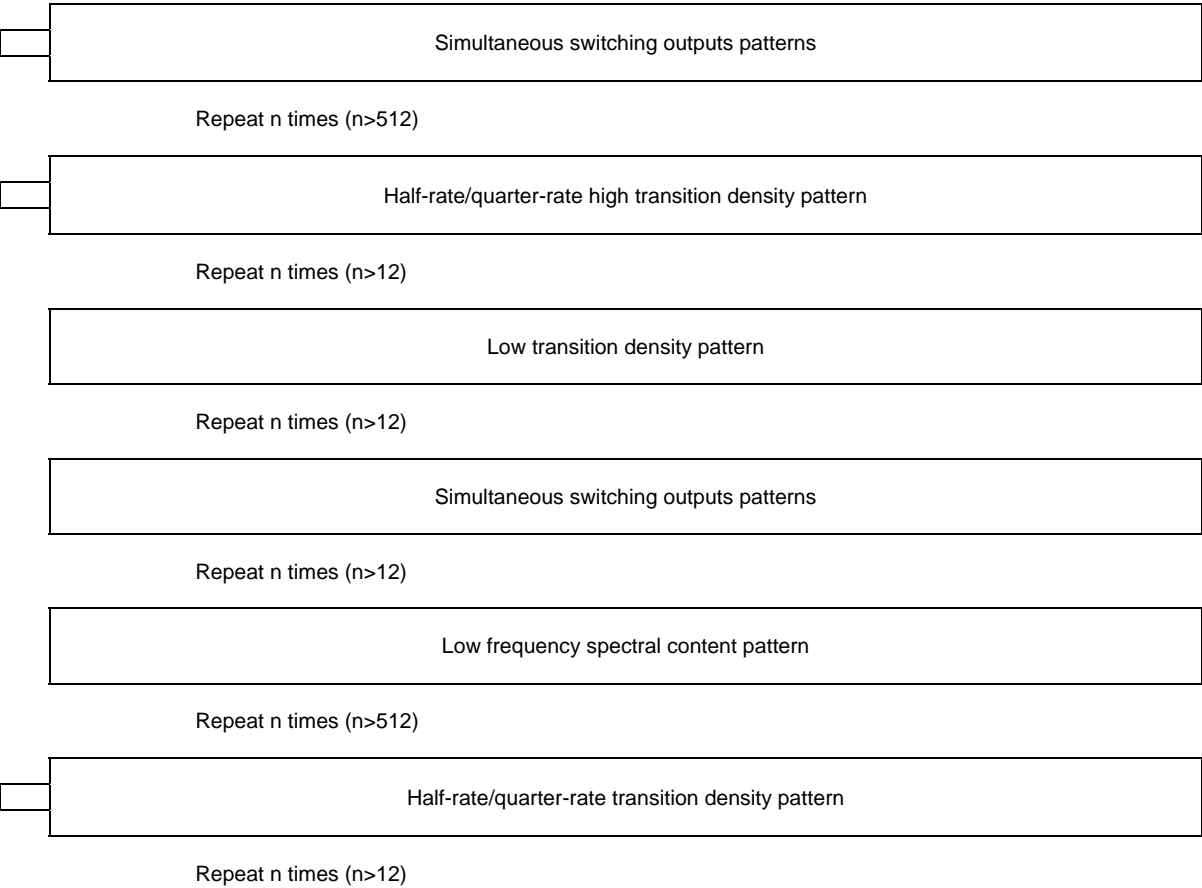 Simultaneous switching outputs patterns
Repeat n times (n>512)
Half-rate/quarter-rate high transition density pattern
Repeat n times (n>12)
Low transition density pattern
Repeat n times (n>12)
Simultaneous switching outputs patterns
Repeat n times (n>12)
Low frequency spectral content pattern
Repeat n times (n>512)
Half-rate/quarter-rate transition density pattern
Repeat n times (n>12)